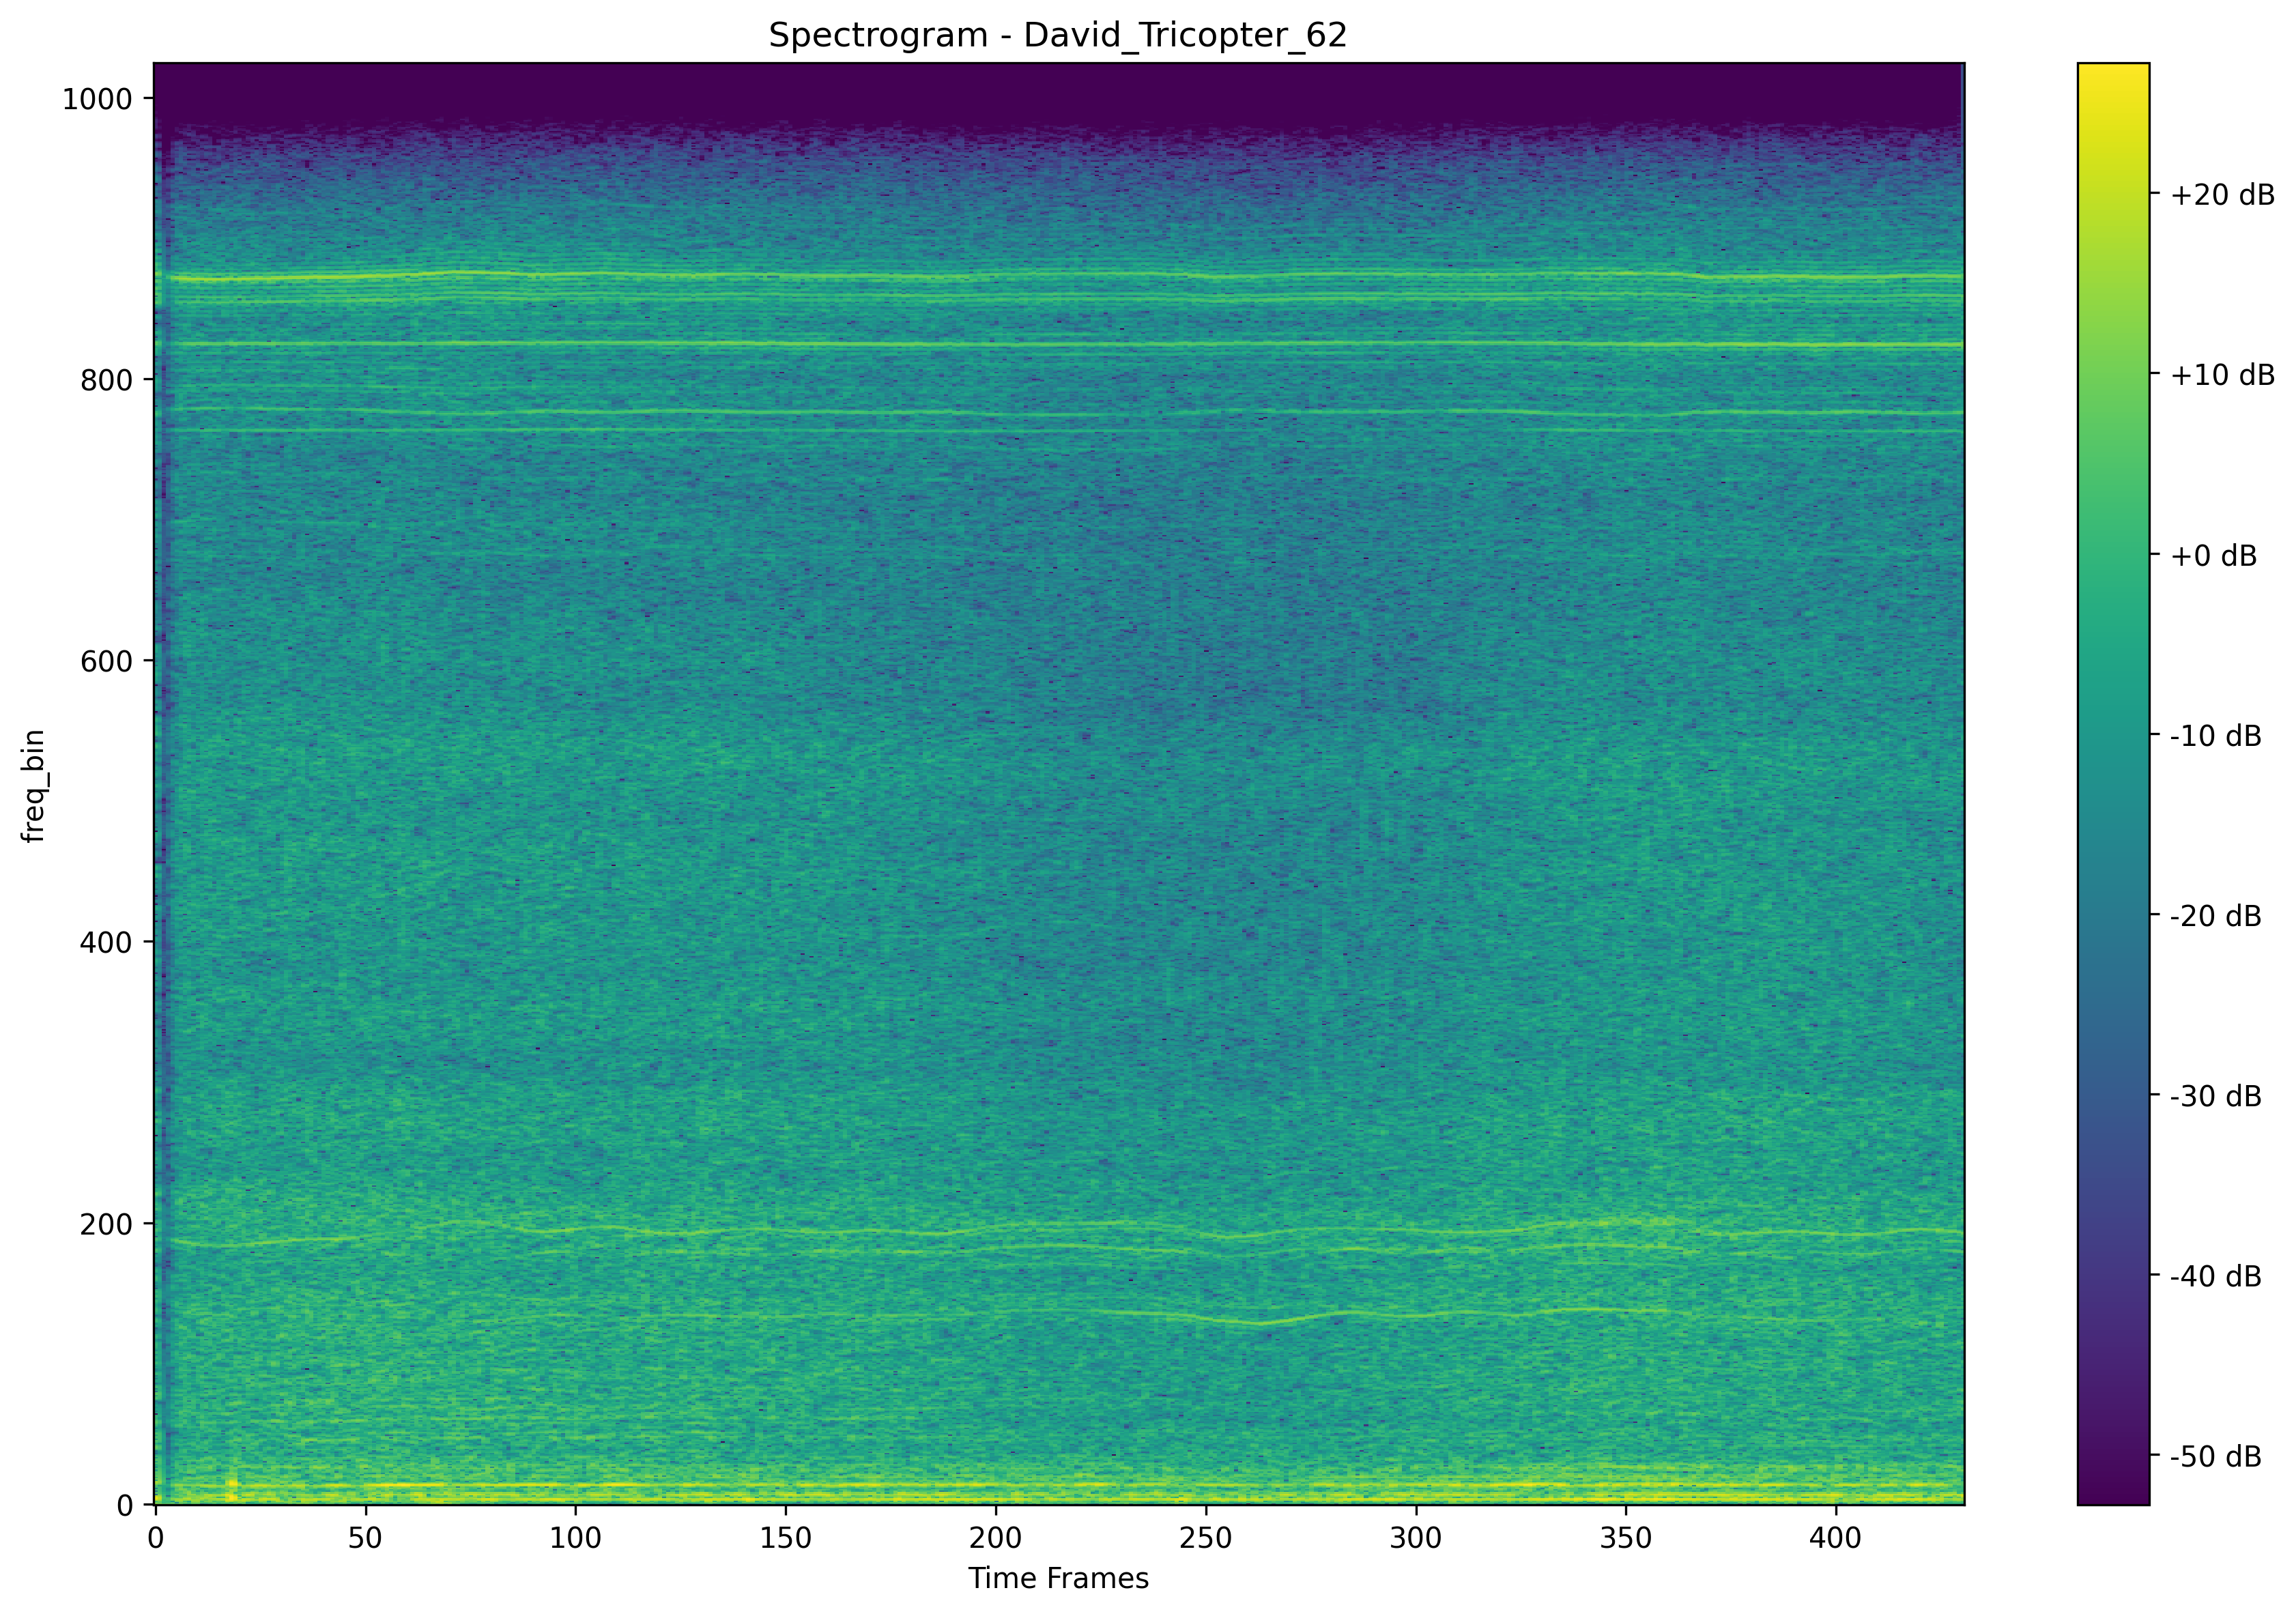 Spectrogram - David_Tricopter_62
freq_bin
1000
800
600
400
200
0
0 50 100 150 200 250 300 350 400
Time Frames
+20 dB
+10 dB
+0 dB
-10 dB
-20 dB
-30 dB
-40 dB
-50 dB